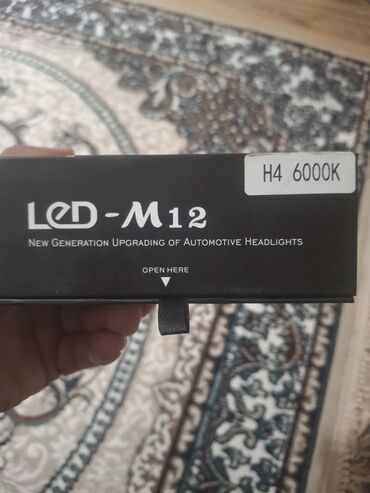 H4 6000K
LED-M12
NEW GENERATION UPGRADING OF AUTOMOTIVE HEADLIGHTS
OPEN HERE